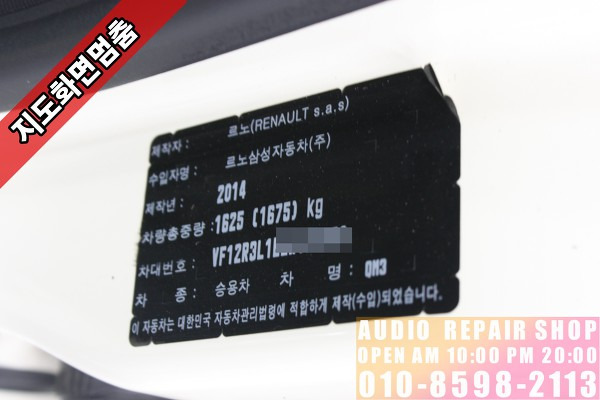 지도화면멈춤
제작자 : 르노(RENAULT s.a.s)
수입자명 : 르노삼성자동차(주)
제작년 : 2014
차량총중량 : 1625 (1675) kg
차대번호 : VF12R3L1
차 종 : 승용차 차 명 : QM3
이 자동차는 대한민국 자동차관리법령에 적합하게 제작(수입)되었습니다.
AUDIO REPAIR SHOP
OPEN AM 10:00 PM 20:00
010-8598-2113